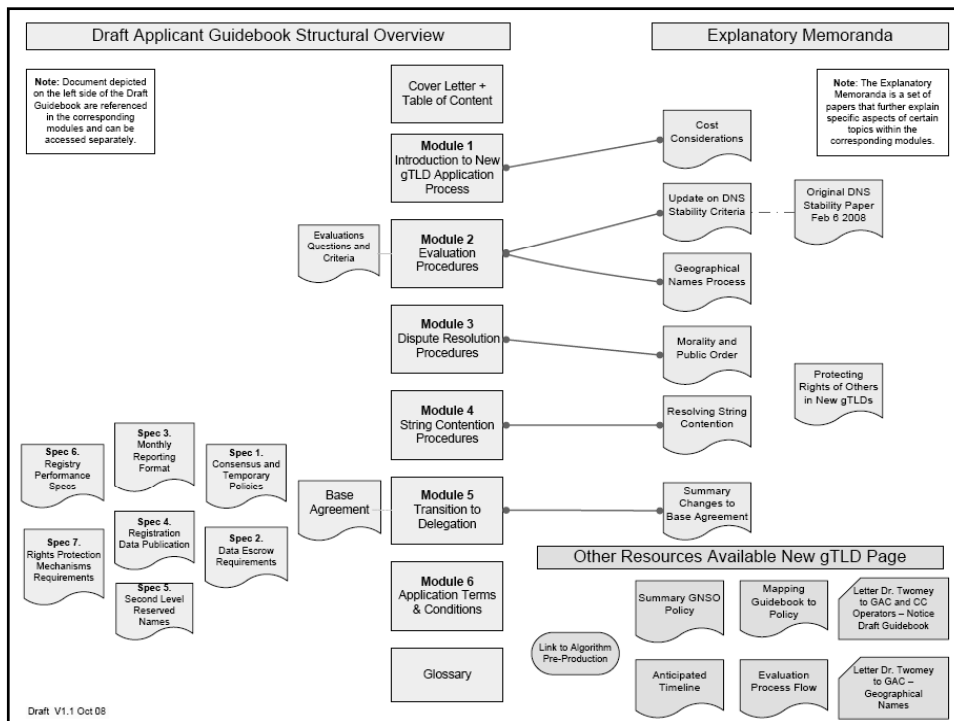 Draft Applicant Guidebook Structural Overview
Explanatory Memoranda
Note: Document depicted
on the left side of the Draft
Guidebook are referenced
in the corresponding
modules and can be
accessed separately.
Note: The Explanatory
Memoranda is a set of
papers that further explain
specific aspects of certain
topics within the
corresponding modules.
Cover Letter +
Table of Content
Module 1
Introduction to New
gTLD Application
Process
Cost
Considerations
Evaluations
Questions and
Criteria
Module 2
Evaluation
Procedures
Update on DNS
Stability Criteria
Original DNS
Stability Paper
Feb 6 2008
Geographical
Names Process
Module 3
Dispute Resolution
Procedures
Morality and
Public Order
Protecting
Rights of Others
in New gTLDs
Module 4
String Contention
Procedures
Resolving String
Contention
Spec 6.
Registry
Performance
Specs
Spec 3.
Monthly
Reporting
Format
Spec 1.
Consensus and
Temporary
Policies
Base
Agreement
Module 5
Transition to
Delegation
Summary
Changes to
Base Agreement
Spec 7.
Rights Protection
Mechanisms
Requirements
Spec 4.
Registration
Data Publication
Spec 2.
Data Escrow
Requirements
Spec 5.
Second Level
Reserved
Names
Module 6
Application Terms
& Conditions
Glossary
Other Resources Available New gTLD Page
Link to Algorithm
Pre-Production
Summary GNSO
Policy
Mapping
Guidebook to
Policy
Letter Dr. Twomey
to GAC and CC
Operators – Notice
Draft Guidebook
Anticipated
Timeline
Evaluation
Process Flow
Letter Dr. Twomey
to GAC –
Geographical
Names
Draft V1.1 Oct 08